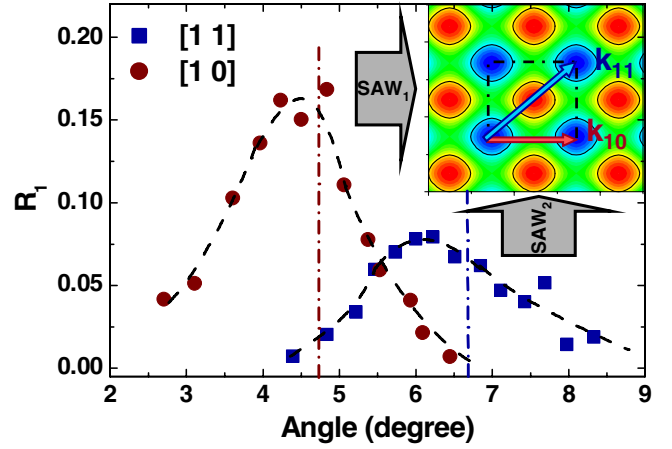 0.20
0.15
0.10
0.05
0.00
R1
[1 1]
[1 0]
SAW1
k11
k10
SAW2
2 3 4 5 6 7 8 9
Angle (degree)